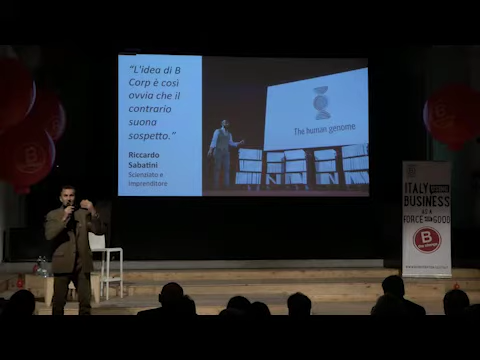 “L’idea di B
Corp è così
ovvia che il
contrario
suona
sospetto.”
Riccardo
Sabatini
Scienziato e
Imprenditore
The human genome
ITALY
BUSINESS
AS A
FORCE FOR GOOD
B
B
B